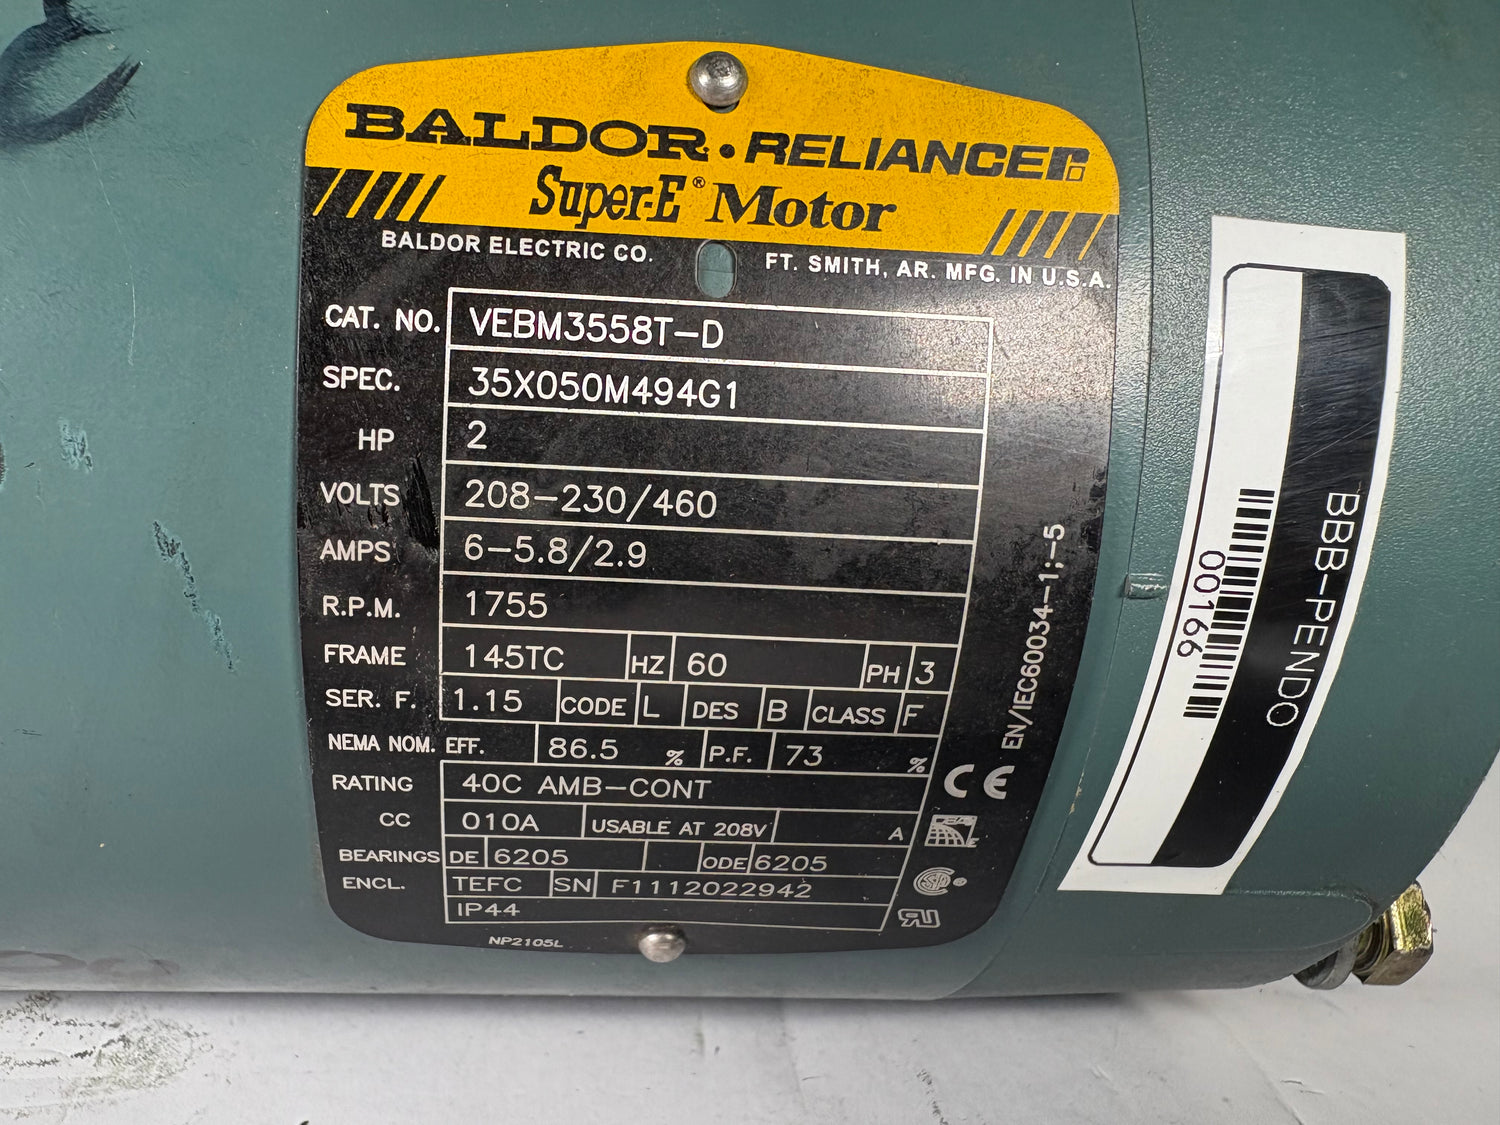 BALDOR • RELIANCER
Super-E® Motor
BALDOR ELECTRIC CO. FT. SMITH, AR. MFG. IN U.S.A.
CAT. NO. VEBM3558T-D
SPEC. 35X050M494G1
HP 2
VOLTS 208-230/460
AMPS 6-5.8/2.9
R.P.M. 1755
FRAME 145TC HZ 60 PH 3
SER. F. 1.15 CODE L DES B CLASS F
NEMA NOM. EFF. 86.5 % P.F. 73 %
RATING 40C AMB-CONT
CC 010A USABLE AT 208V A
BEARINGS DE 6205 ODE 6205
ENCL. TEFC SN F1112022942
IP44
NP2105L
EN/IEC60034-1;-5
CE
BBB-PENDO
00166